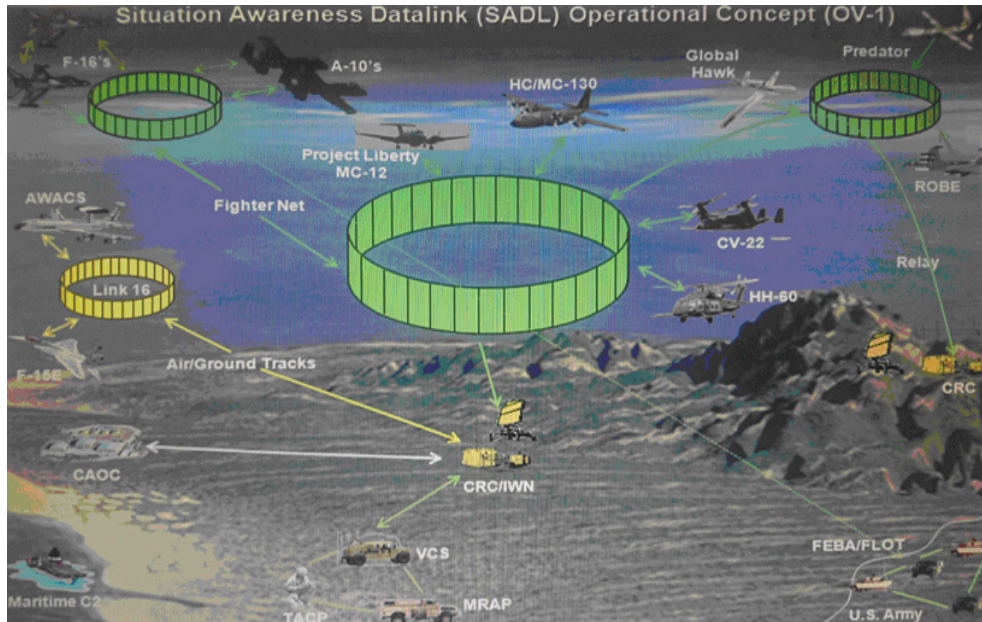 Situation Awareness Datalink (SADL) Operational Concept (OV-1)
F-16's
A-10's
HC/MC-130
Global
Hawk
Predator
Project Liberty
MC-12
ROBE
AWACS
Fighter Net
CV-22
Link 16
Relay
HH-60
Air/Ground Tracks
F-15E
CRC
CAOC
CRC/IWN
VCS
FEBA/FLOT
Maritime C2
TACP
MRAP
U.S. Army